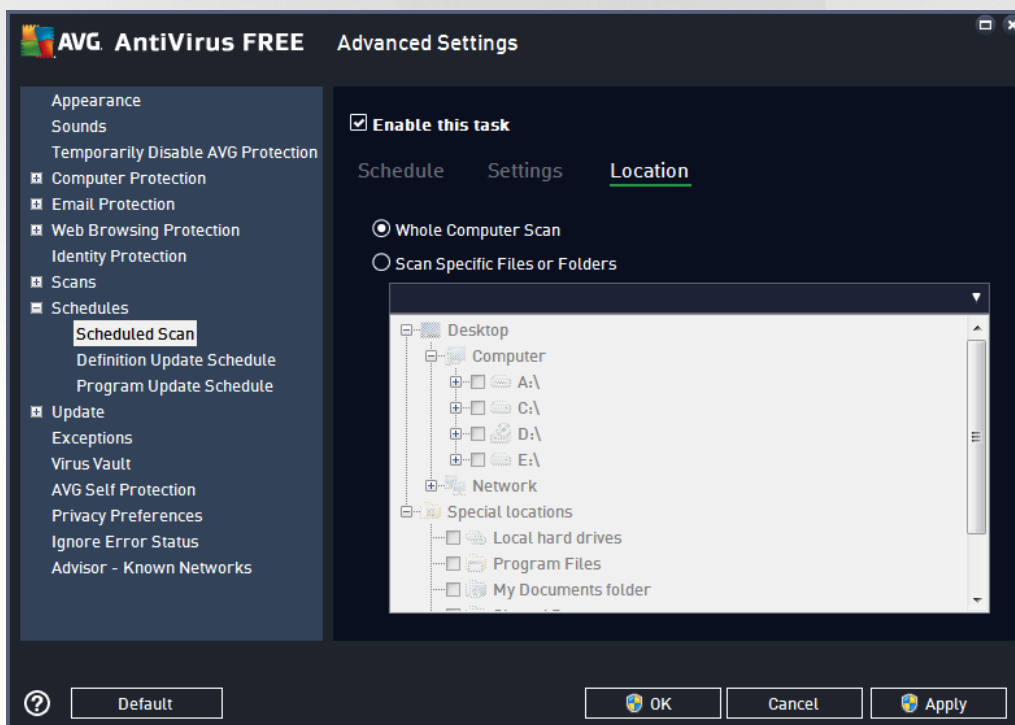 AVG. AntiVirus FREE
Advanced Settings
Appearance
Sounds
Temporarily Disable AVG Protection
Computer Protection
Email Protection
Web Browsing Protection
Identity Protection
Scans
Schedules
Scheduled Scan
Definition Update Schedule
Program Update Schedule
Update
Exceptions
Virus Vault
AVG Self Protection
Privacy Preferences
Ignore Error Status
Advisor - Known Networks
Enable this task
Schedule Settings Location
Whole Computer Scan
Scan Specific Files or Folders
Desktop
Computer
A:\
C:\
D:\
E:\
Network
Special locations
Local hard drives
Program Files
My Documents folder
Default
OK
Cancel
Apply